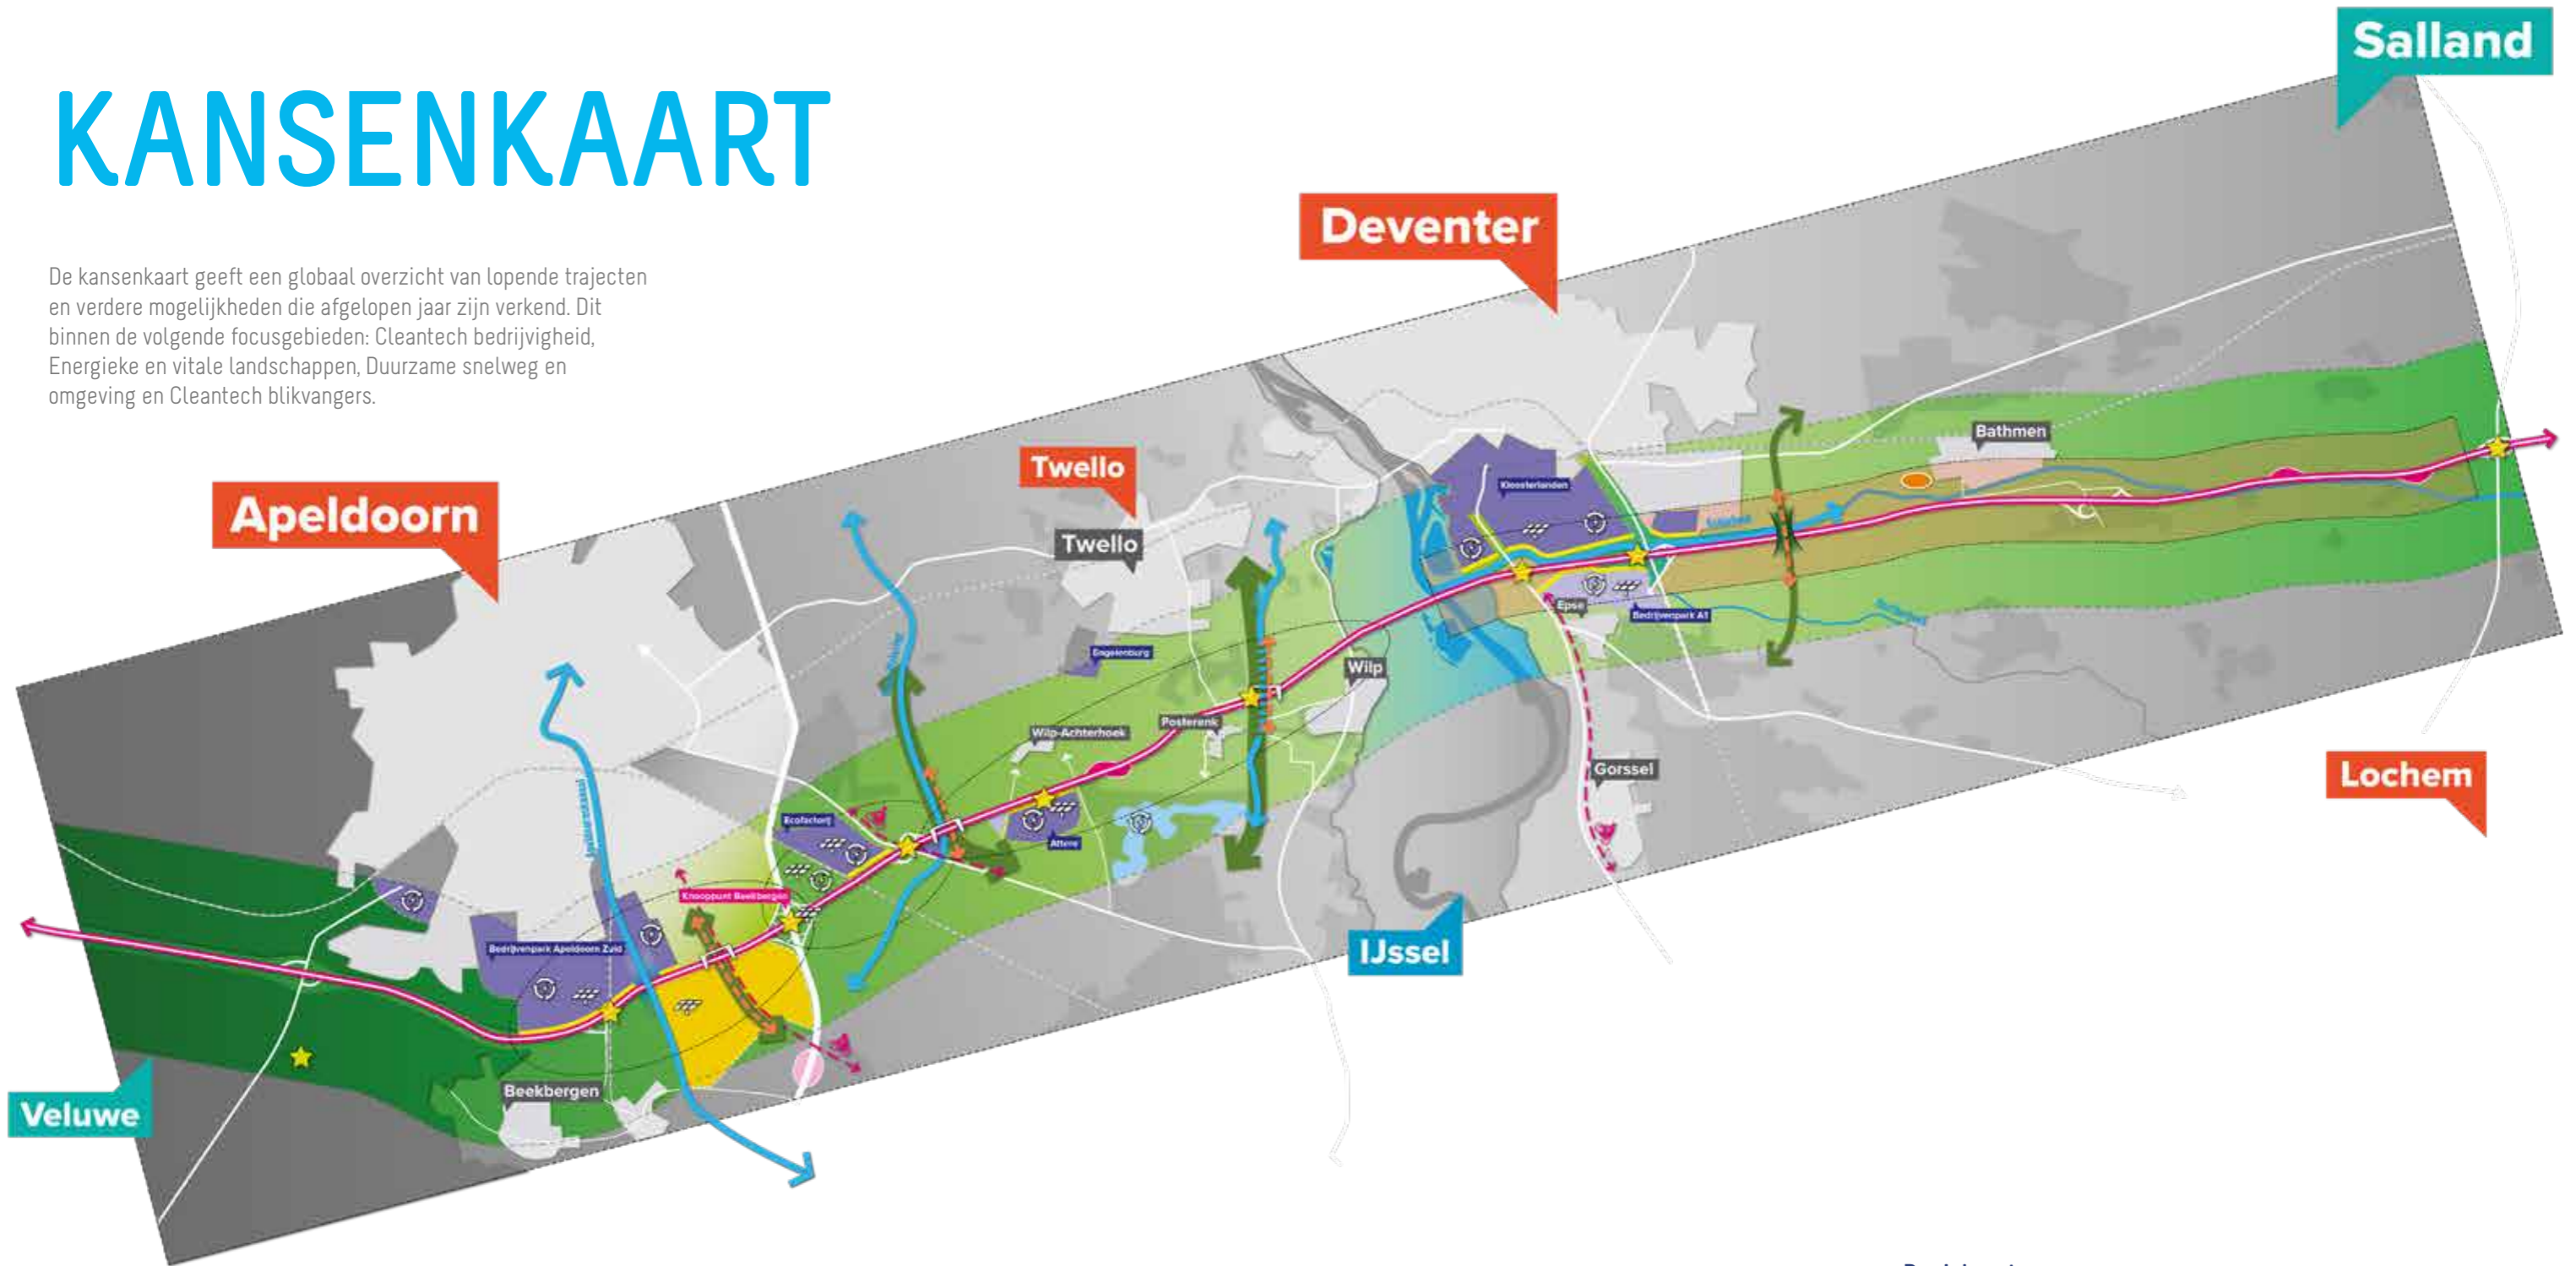 KANSENKAART
De kansenkaart geeft een globaal overzicht van lopende trajecten
en verdere mogelijkheden die afgelopen jaar zijn verkend. Dit
binnen de volgende focusgebieden: Cleantech bedrijvigheid,
Energieke en vitale landschappen, Duurzame snelweg en
omgeving en Cleantech blikvangers.
Salland
Deventer
Bathmen
Twello
Kloosterlanden
Apeldoorn
Twello
Epse
Bedrijvenpark A1
Engelenburg
Wilp
Posterenk
Wilp-Achterhoek
Gorssel
Lochem
Ecofactorij
Attero
Knooppunt Beekbergen
Bedrijvenpark Apeldoorn Zuid
IJssel
Beekbergen
Veluwe